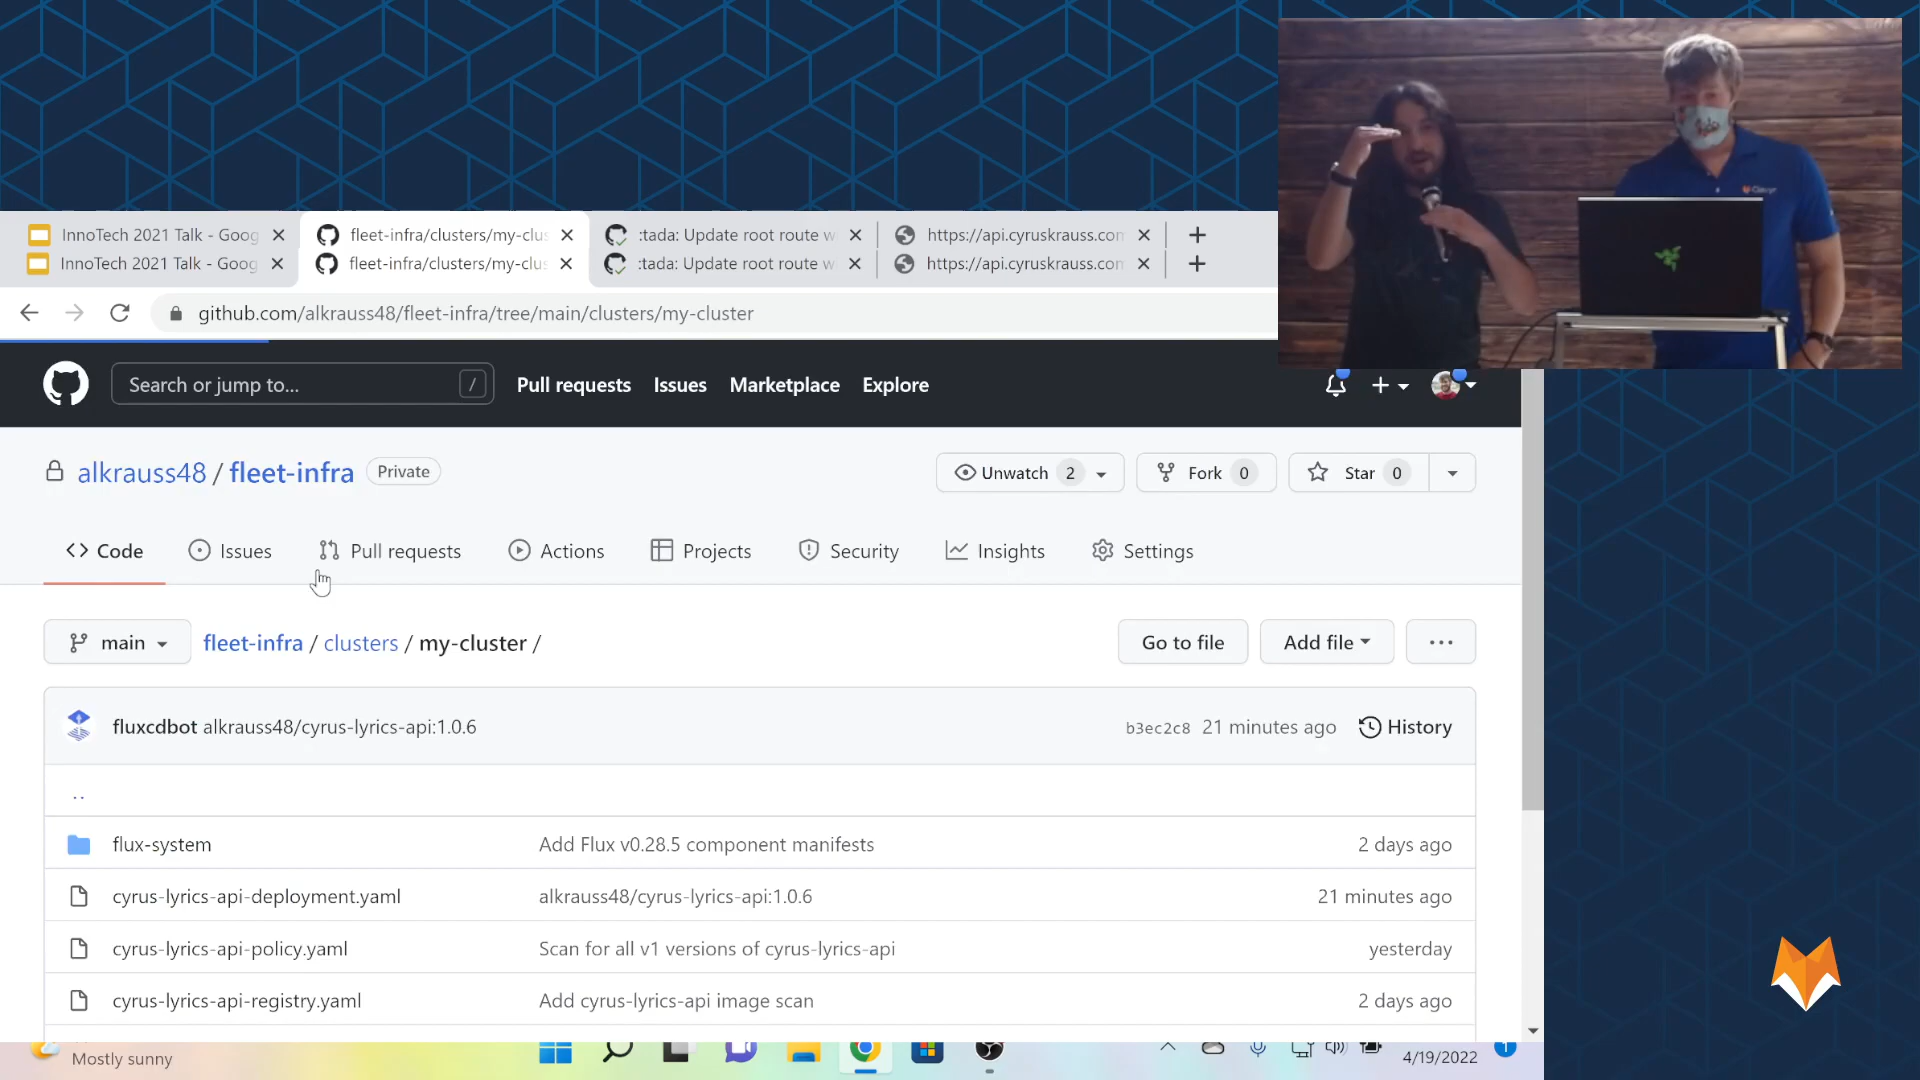 InnoTech 2021 Talk - Goog
fleet-infra/clusters/my-clus
:tada: Update root route w
https://api.cyruskrauss.com
InnoTech 2021 Talk - Goog
fleet-infra/clusters/my-clus
:tada: Update root route w
https://api.cyruskrauss.com
github.com/alkrauss48/fleet-infra/tree/main/clusters/my-cluster
Search or jump to... /
Pull requests Issues Marketplace Explore
alkrauss48 / fleet-infra Private
Unwatch 2 Fork 0 Star 0
Code Issues Pull requests Actions Projects Security Insights Settings
main fleet-infra / clusters / my-cluster /
Go to file Add file ...
fluxcdbot alkrauss48/cyrus-lyrics-api:1.0.6 b3ec2c8 21 minutes ago History
..
flux-system Add Flux v0.28.5 component manifests 2 days ago
cyrus-lyrics-api-deployment.yaml alkrauss48/cyrus-lyrics-api:1.0.6 21 minutes ago
cyrus-lyrics-api-policy.yaml Scan for all v1 versions of cyrus-lyrics-api yesterday
cyrus-lyrics-api-registry.yaml Add cyrus-lyrics-api image scan 2 days ago
Mostly sunny
4/19/2022
1